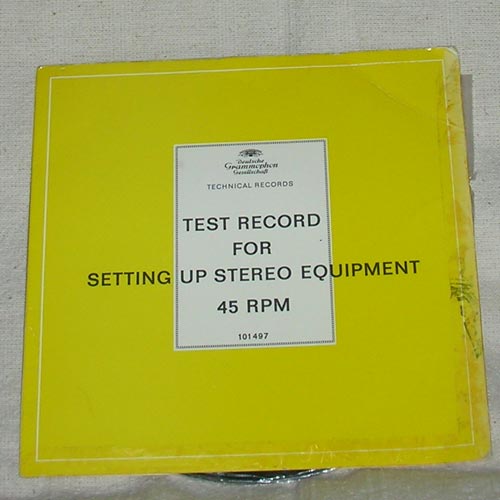 Deutsche
Grammophon
Gesellschaft
TECHNICAL RECORDS
TEST RECORD
FOR
SETTING UP STEREO EQUIPMENT
45 RPM
101497